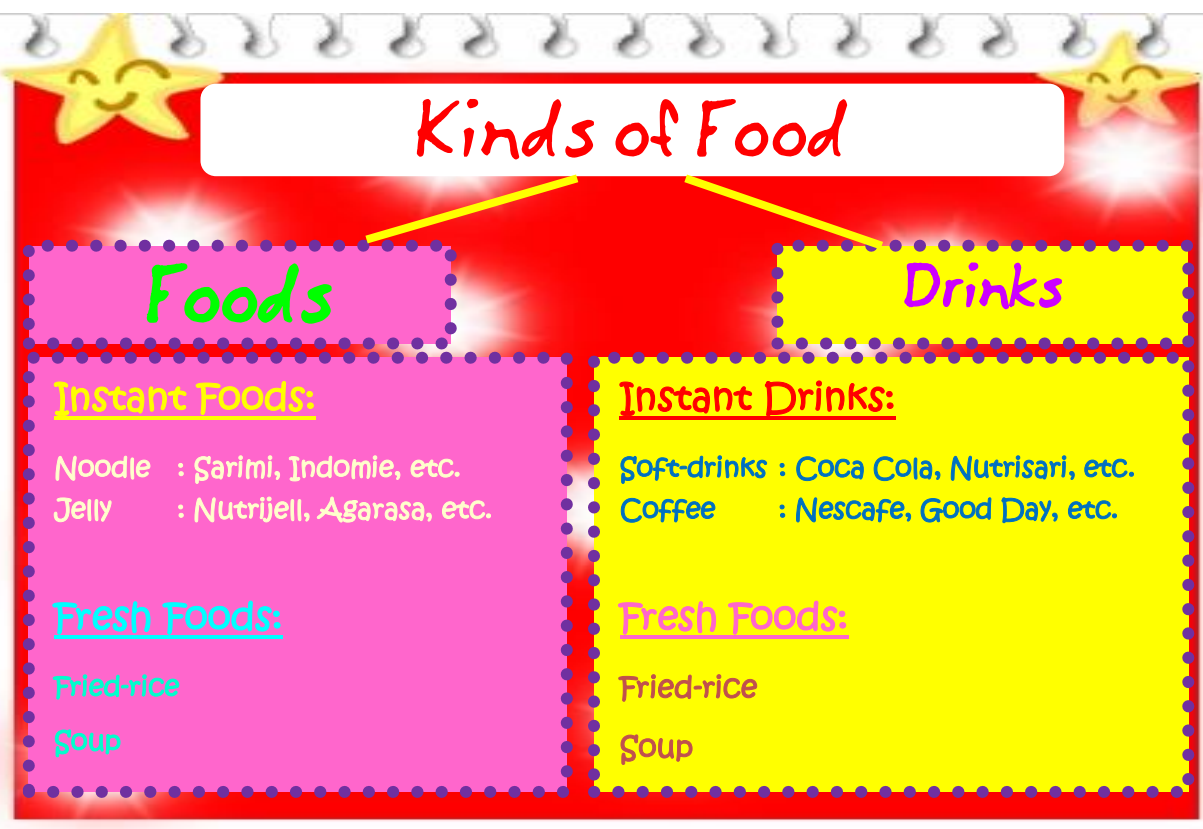 Kinds of Food
Foods
Instant Foods:
Noodle : Sarimi, Indomie, etc.
Jelly : Nutrijell, Agarasa, etc.
Fresh Foods:
Fried-rice
Soup
Drinks
Instant Drinks:
Soft-drinks : Coca Cola, Nutrisari, etc.
Coffee : Nescafe, Good Day, etc.
Fresh Foods:
Fried-rice
Soup